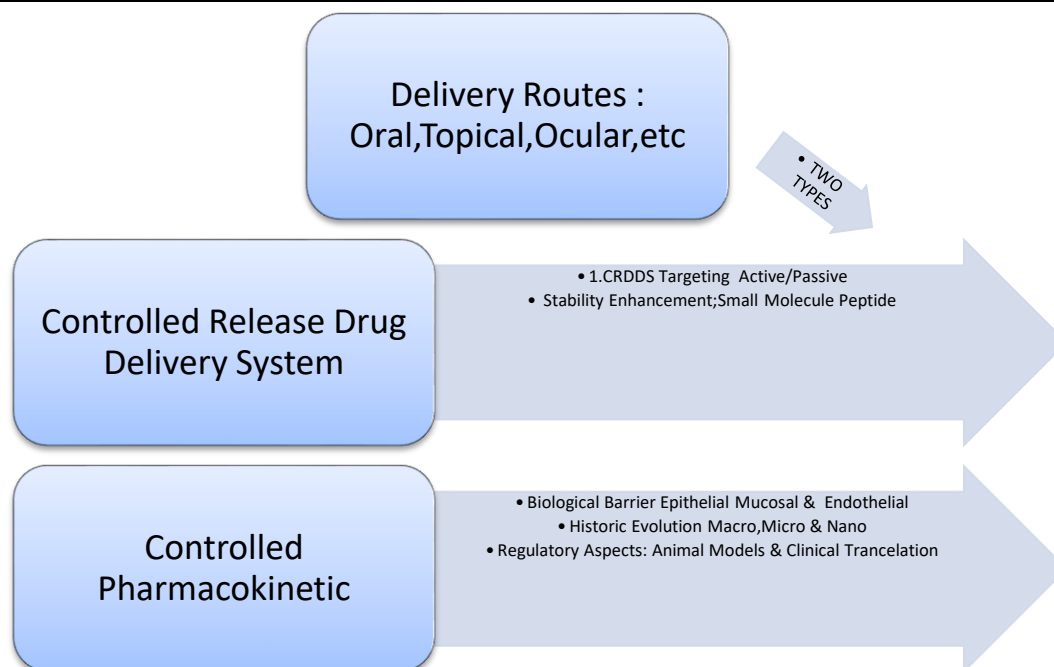 Delivery Routes :
Oral,Topical,Ocular,etc
• TWO
TYPES
Controlled Release Drug
Delivery System
• 1.CRDDS Targeting Active/Passive
• Stability Enhancement;Small Molecule Peptide
Controlled
Pharmacokinetic
• Biological Barrier Epithelial Mucosal & Endothelial
• Historic Evolution Macro,Micro & Nano
• Regulatory Aspects: Animal Models & Clinical Trancelation